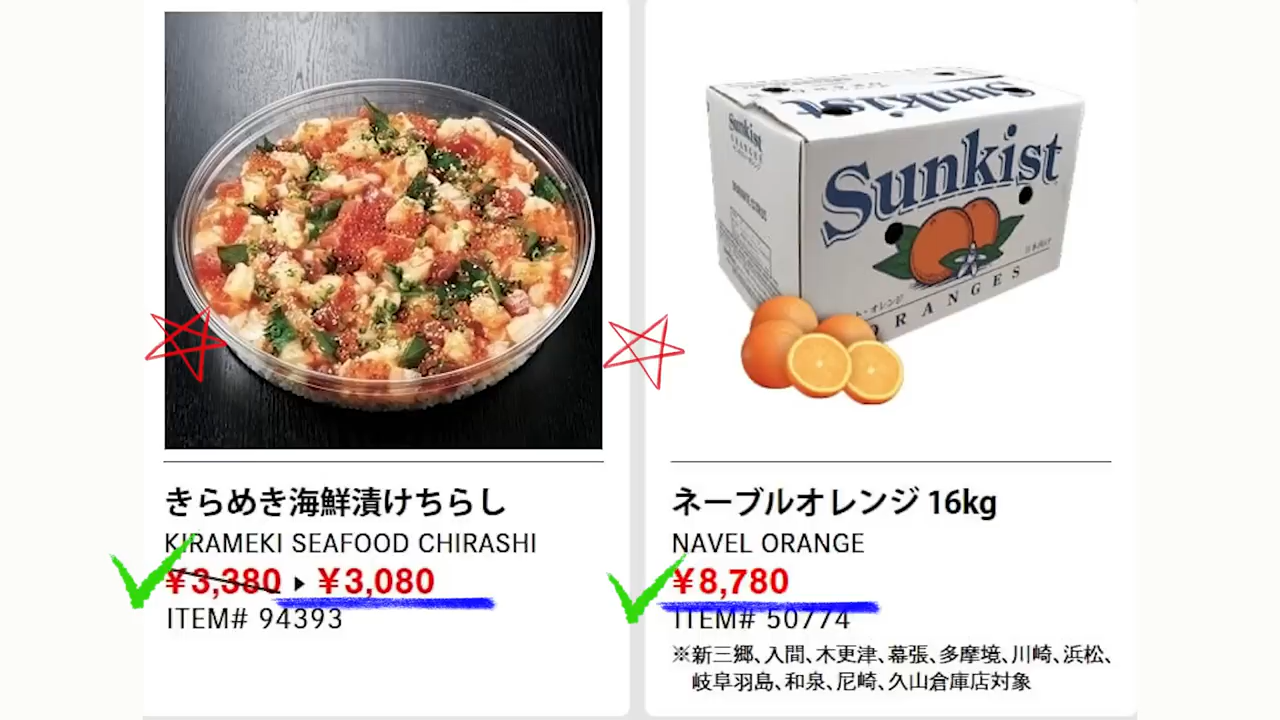 きらめき海鮮漬けちらし
KIRAMEKI SEAFOOD CHIRASHI
¥3,380 ▶ ¥3,080
ITEM# 94393
Sunkist
Sunkist
Sunkist
ORANGES
ネーブルオレンジ 16kg
NAVEL ORANGE
¥8,780
ITEM# 50774
※新三郷、入間、木更津、幕張、多摩境、川崎、浜松、
岐阜羽島、和泉、尼崎、久山倉庫店対象